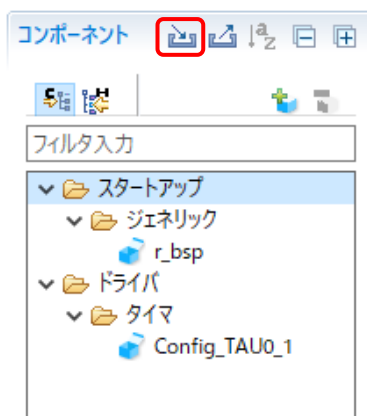 コンポーネント
フィルタ入力
スタートアップ
ジェネリック
r_bsp
ドライバ
タイマ
Config_TAU0_1